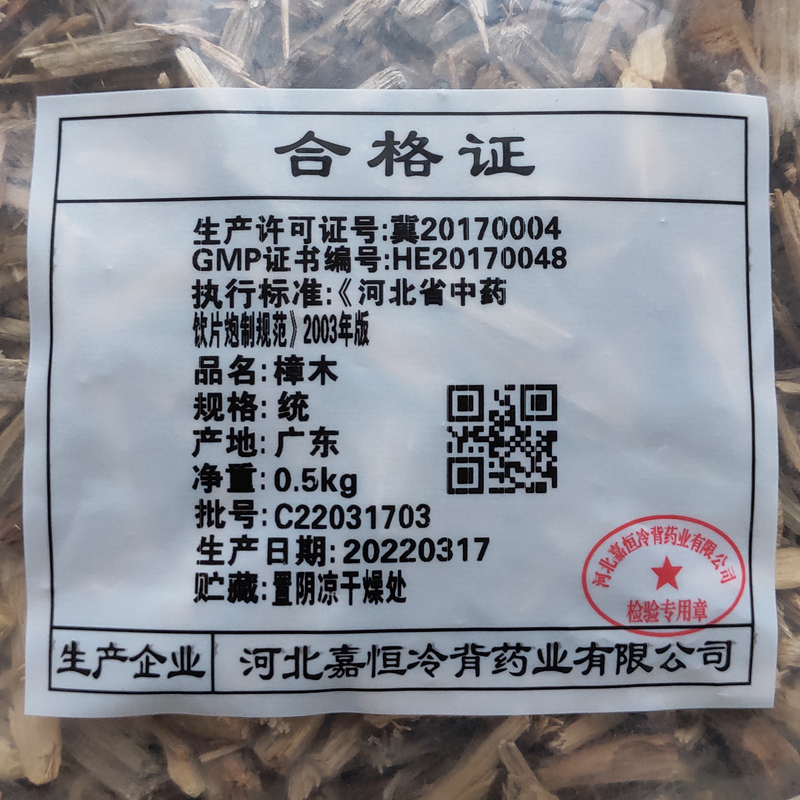 合格证
生产许可证号:冀20170004
GMP证书编号:HE20170048
执行标准:《河北省中药
饮片炮制规范》2003年版
品名:樟木
规格:统
产地:广东
净重:0.5kg
批号:C22031703
生产日期:20220317
贮藏:置阴凉干燥处
河北嘉恒冷背药业有限公司
检验专用章
生产企业 河北嘉恒冷背药业有限公司